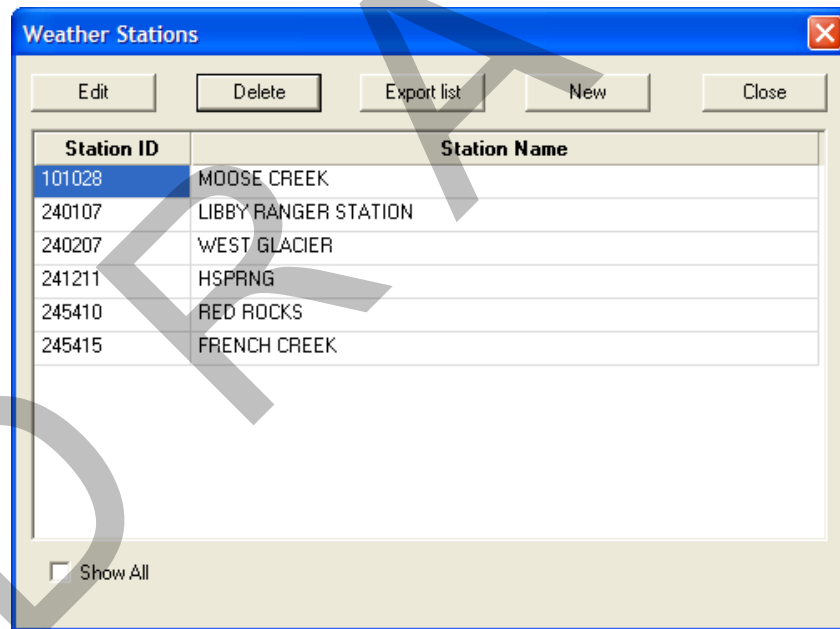 Weather Stations
Edit Delete Export list New Close
Station ID Station Name
101028 MOOSE CREEK
240107 LIBBY RANGER STATION
240207 WEST GLACIER
241211 HSPRNG
245410 RED ROCKS
245415 FRENCH CREEK
Show All
D R A